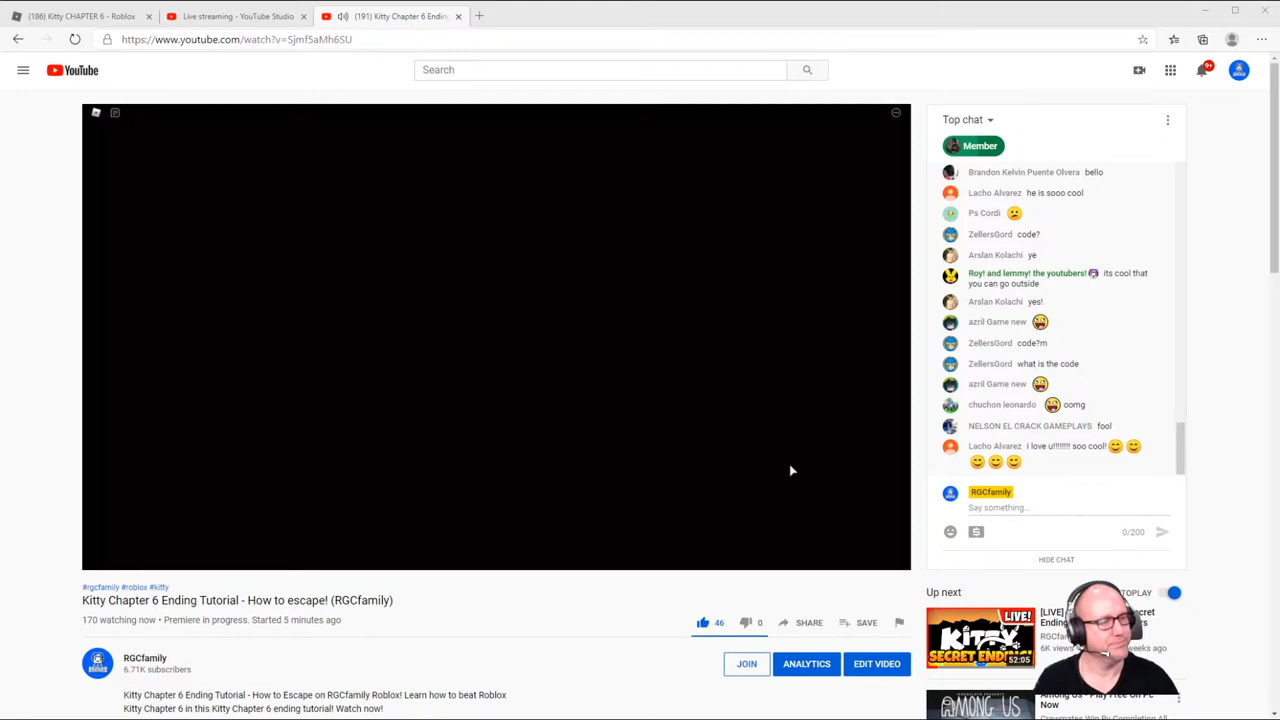 (186) Kitty CHAPTER 6 - Roblox
Live streaming - YouTube Studio
(191) Kitty Chapter 6 Ending
https://www.youtube.com/watch?v=Sjmf5aMh6SU
YouTube
Search
9+
Top chat
Member
Brandon Kelvin Puente Olvera bello
Lacho Alvarez he is sooo cool
Ps Cordi
ZellersGord code?
Arslan Kolachi ye
Roy! and lemmy! the youtubers! its cool that
you can go outside
Arslan Kolachi yes!
azril Game new
ZellersGord code?m
ZellersGord what is the code
azril Game new
chuchon leonardo oomg
NELSON EL CRACK GAMEPLAYS fool
Lacho Alvarez i love u!!!!!!!! soo cool!
RGCfamily
Say something...
0/200
HIDE CHAT
#rgcfamily #roblox #kitty
Kitty Chapter 6 Ending Tutorial - How to escape! (RGCfamily)
170 watching now • Premiere in progress. Started 5 minutes ago
46
0
SHARE
SAVE
RGCfamily
6.71K subscribers
JOIN
ANALYTICS
EDIT VIDEO
Kitty Chapter 6 Ending Tutorial - How to Escape on RGCfamily Roblox! Learn how to beat Roblox
Kitty Chapter 6 in this Kitty Chapter 6 ending tutorial! Watch now!
Up next
UTOPLAY
LIVE!
KITTY
SECRET ENDING
52:05
[LIVE]
cret
Ending
RGCfa
6K views
weeks ago
AMONG US
Among Us - Play Free On Pc
Now
Crewmates Win By Completing All